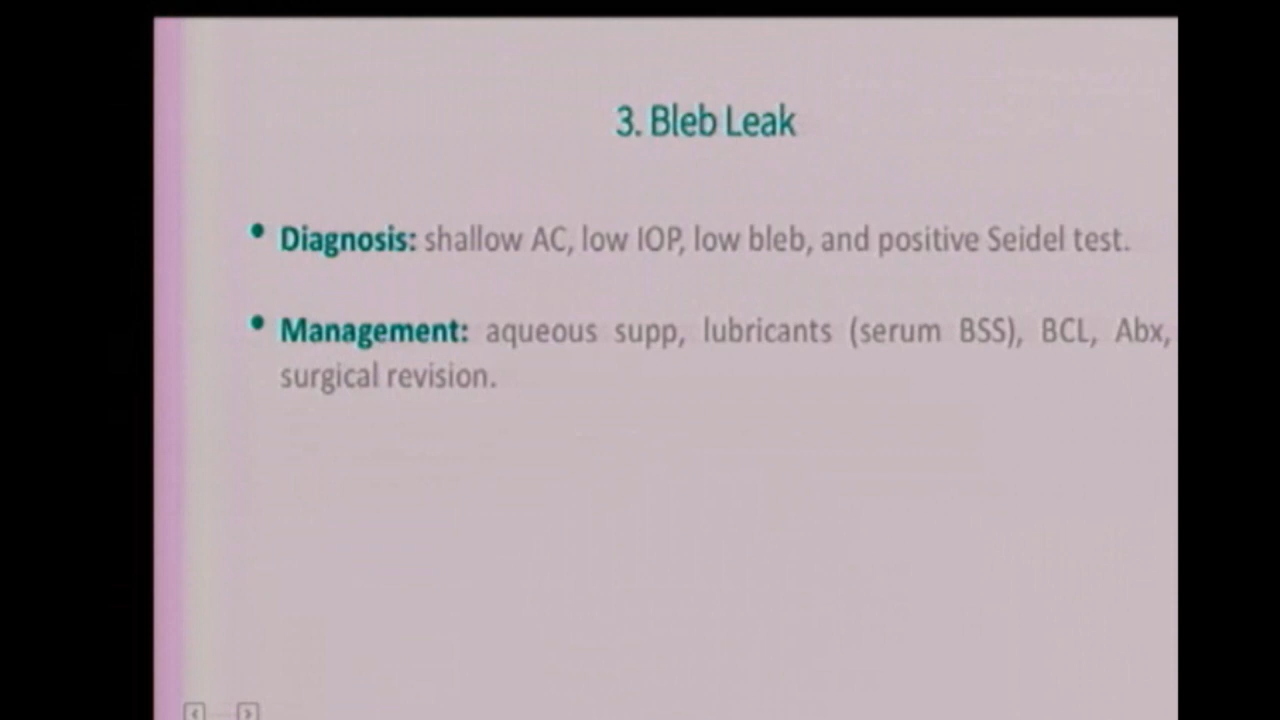 3. Bleb Leak
• Diagnosis: shallow AC, low IOP, low bleb, and positive Seidel test.
• Management: aqueous supp, lubricants (serum BSS), BCL, Abx,
surgical revision.